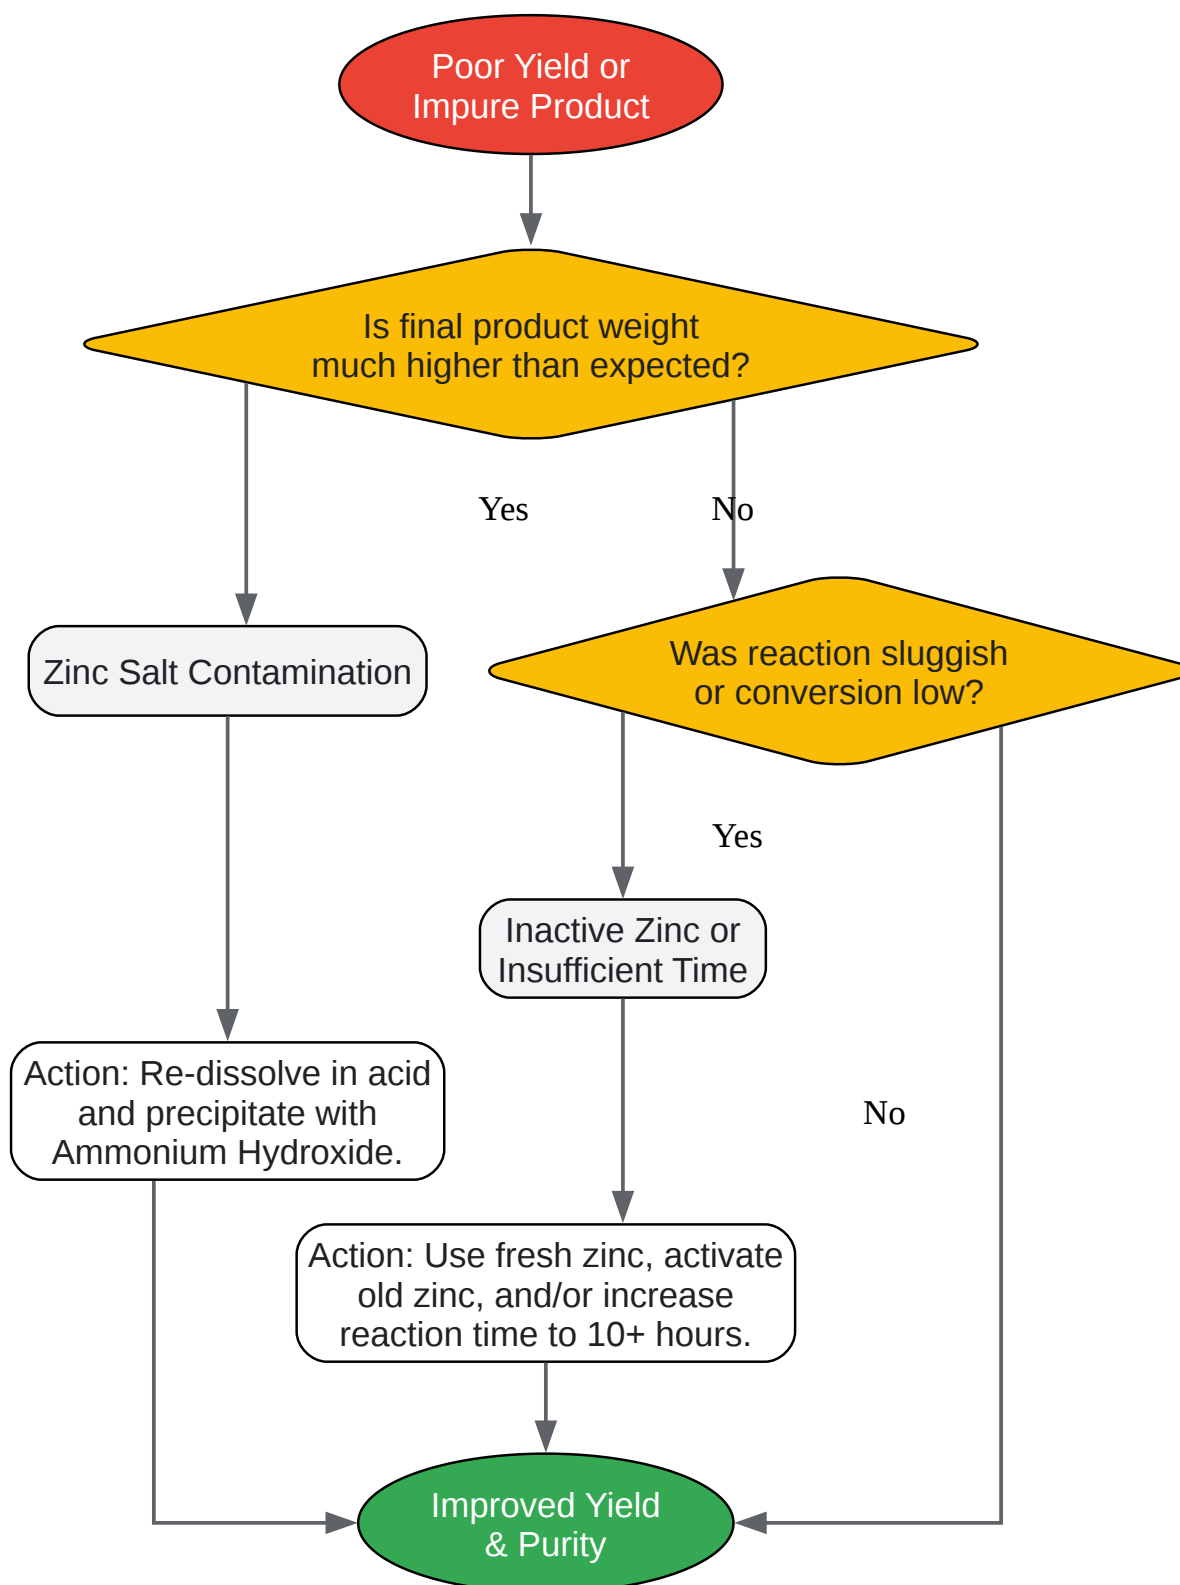 Poor Yield or
Impure Product
Is final product weight
much higher than expected?
Yes
No
Zinc Salt Contamination
Was reaction sluggish
or conversion low?
Yes
Inactive Zinc or
Insufficient Time
Action: Re-dissolve in acid
and precipitate with
Ammonium Hydroxide.
No
Action: Use fresh zinc, activate
old zinc, and/or increase
reaction time to 10+ hours.
Improved Yield
& Purity